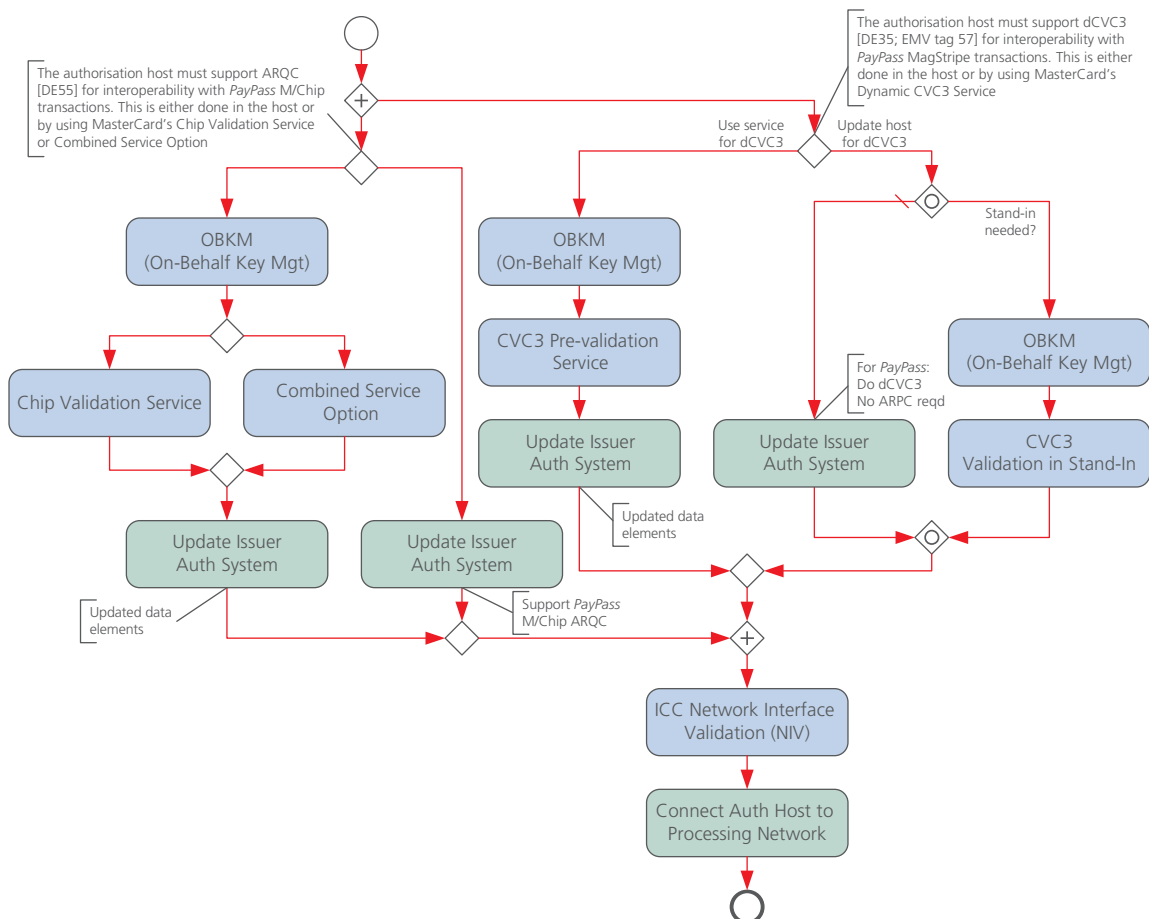 The authorisation host must support ARQC
[DE55] for interoperability with PayPass M/Chip
transactions. This is either done in the host or
by using MasterCard's Chip Validation Service
or Combined Service Option
The authorisation host must support dCVC3
[DE35; EMV tag 57] for interoperability with
PayPass MagStripe transactions. This is either
done in the host or by using MasterCard's
Dynamic CVC3 Service
Use service
for dCVC3
Update host
for dCVC3
Stand-in
needed?
OBKM
(On-Behalf Key Mgt)
OBKM
(On-Behalf Key Mgt)
CVC3 Pre-validation
Service
OBKM
(On-Behalf Key Mgt)
Chip Validation Service
Combined Service
Option
For PayPass:
Do dCVC3
No ARPC reqd
Update Issuer
Auth System
Update Issuer
Auth System
CVC3
Validation in Stand-In
Updated data
elements
Update Issuer
Auth System
Update Issuer
Auth System
Updated data
elements
Support PayPass
M/Chip ARQC
ICC Network Interface
Validation (NIV)
Connect Auth Host to
Processing Network